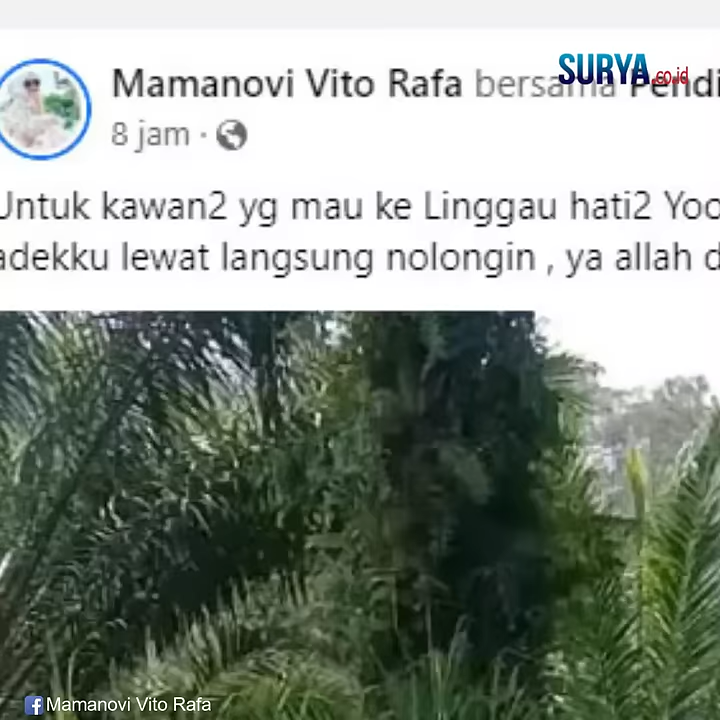 SURYA.co.id
Mamanovi Vito Rafa bersama Pendi
8 jam ·
Untuk kawan2 yg mau ke Linggau hati2 Yoo
adekku lewat langsung nolongin , ya allah d
Mamanovi Vito Rafa